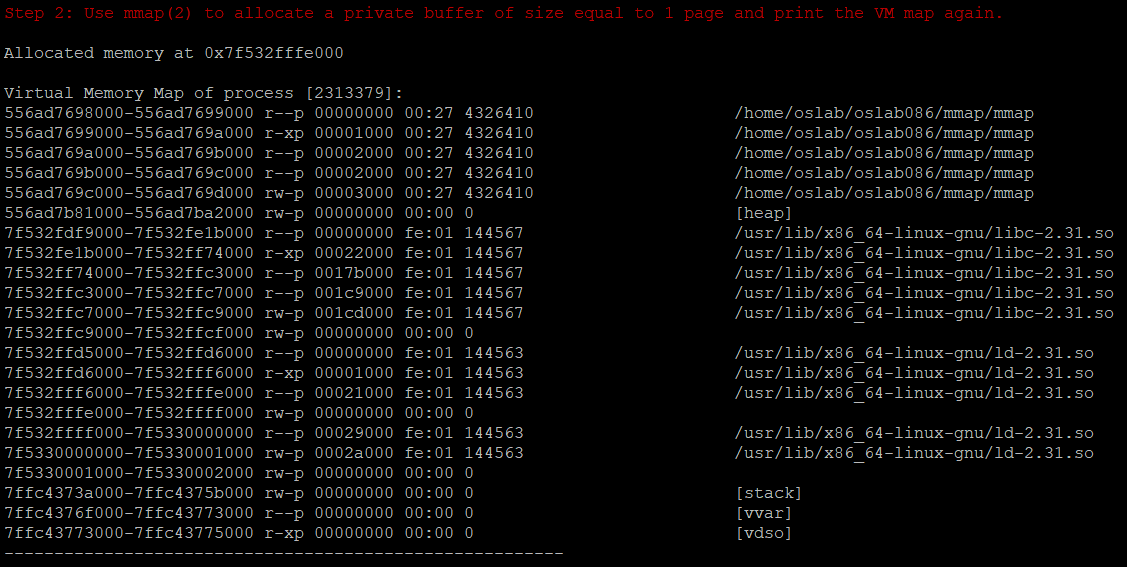 Step 2: Use mmap(2) to allocate a private buffer of size equal to 1 page and print the VM map again.
Allocated memory at 0x7f532fffe000
Virtual Memory Map of process [2313379]:
556ad7698000-556ad7699000 r--p 00000000 00:27 4326410 /home/oslab/oslab086/mmap/mmap
556ad7699000-556ad769a000 r-xp 00001000 00:27 4326410 /home/oslab/oslab086/mmap/mmap
556ad769a000-556ad769b000 r--p 00002000 00:27 4326410 /home/oslab/oslab086/mmap/mmap
556ad769b000-556ad769c000 r--p 00002000 00:27 4326410 /home/oslab/oslab086/mmap/mmap
556ad769c000-556ad769d000 rw-p 00003000 00:27 4326410 /home/oslab/oslab086/mmap/mmap
556ad7b81000-556ad7ba2000 rw-p 00000000 00:00 0 [heap]
7f532fdf9000-7f532fe1b000 r--p 00000000 fe:01 144567 /usr/lib/x86_64-linux-gnu/libc-2.31.so
7f532fe1b000-7f532ff74000 r-xp 00022000 fe:01 144567 /usr/lib/x86_64-linux-gnu/libc-2.31.so
7f532ff74000-7f532ffc3000 r--p 0017b000 fe:01 144567 /usr/lib/x86_64-linux-gnu/libc-2.31.so
7f532ffc3000-7f532ffc7000 r--p 001c9000 fe:01 144567 /usr/lib/x86_64-linux-gnu/libc-2.31.so
7f532ffc7000-7f532ffc9000 rw-p 001cd000 fe:01 144567 /usr/lib/x86_64-linux-gnu/libc-2.31.so
7f532ffc9000-7f532ffcf000 rw-p 00000000 00:00 0
7f532ffd5000-7f532ffd6000 r--p 00000000 fe:01 144563 /usr/lib/x86_64-linux-gnu/ld-2.31.so
7f532ffd6000-7f532fff6000 r-xp 00001000 fe:01 144563 /usr/lib/x86_64-linux-gnu/ld-2.31.so
7f532fff6000-7f532fffe000 r--p 00021000 fe:01 144563 /usr/lib/x86_64-linux-gnu/ld-2.31.so
7f532fffe000-7f532ffff000 rw-p 00000000 00:00 0
7f532ffff000-7f5330000000 r--p 00029000 fe:01 144563 /usr/lib/x86_64-linux-gnu/ld-2.31.so
7f5330000000-7f5330001000 rw-p 0002a000 fe:01 144563 /usr/lib/x86_64-linux-gnu/ld-2.31.so
7f5330001000-7f5330002000 rw-p 00000000 00:00 0
7ffc4373a000-7ffc4375b000 rw-p 00000000 00:00 0 [stack]
7ffc4376f000-7ffc43773000 r--p 00000000 00:00 0 [vvar]
7ffc43773000-7ffc43775000 r-xp 00000000 00:00 0 [vdso]
--------------------------------------------------------